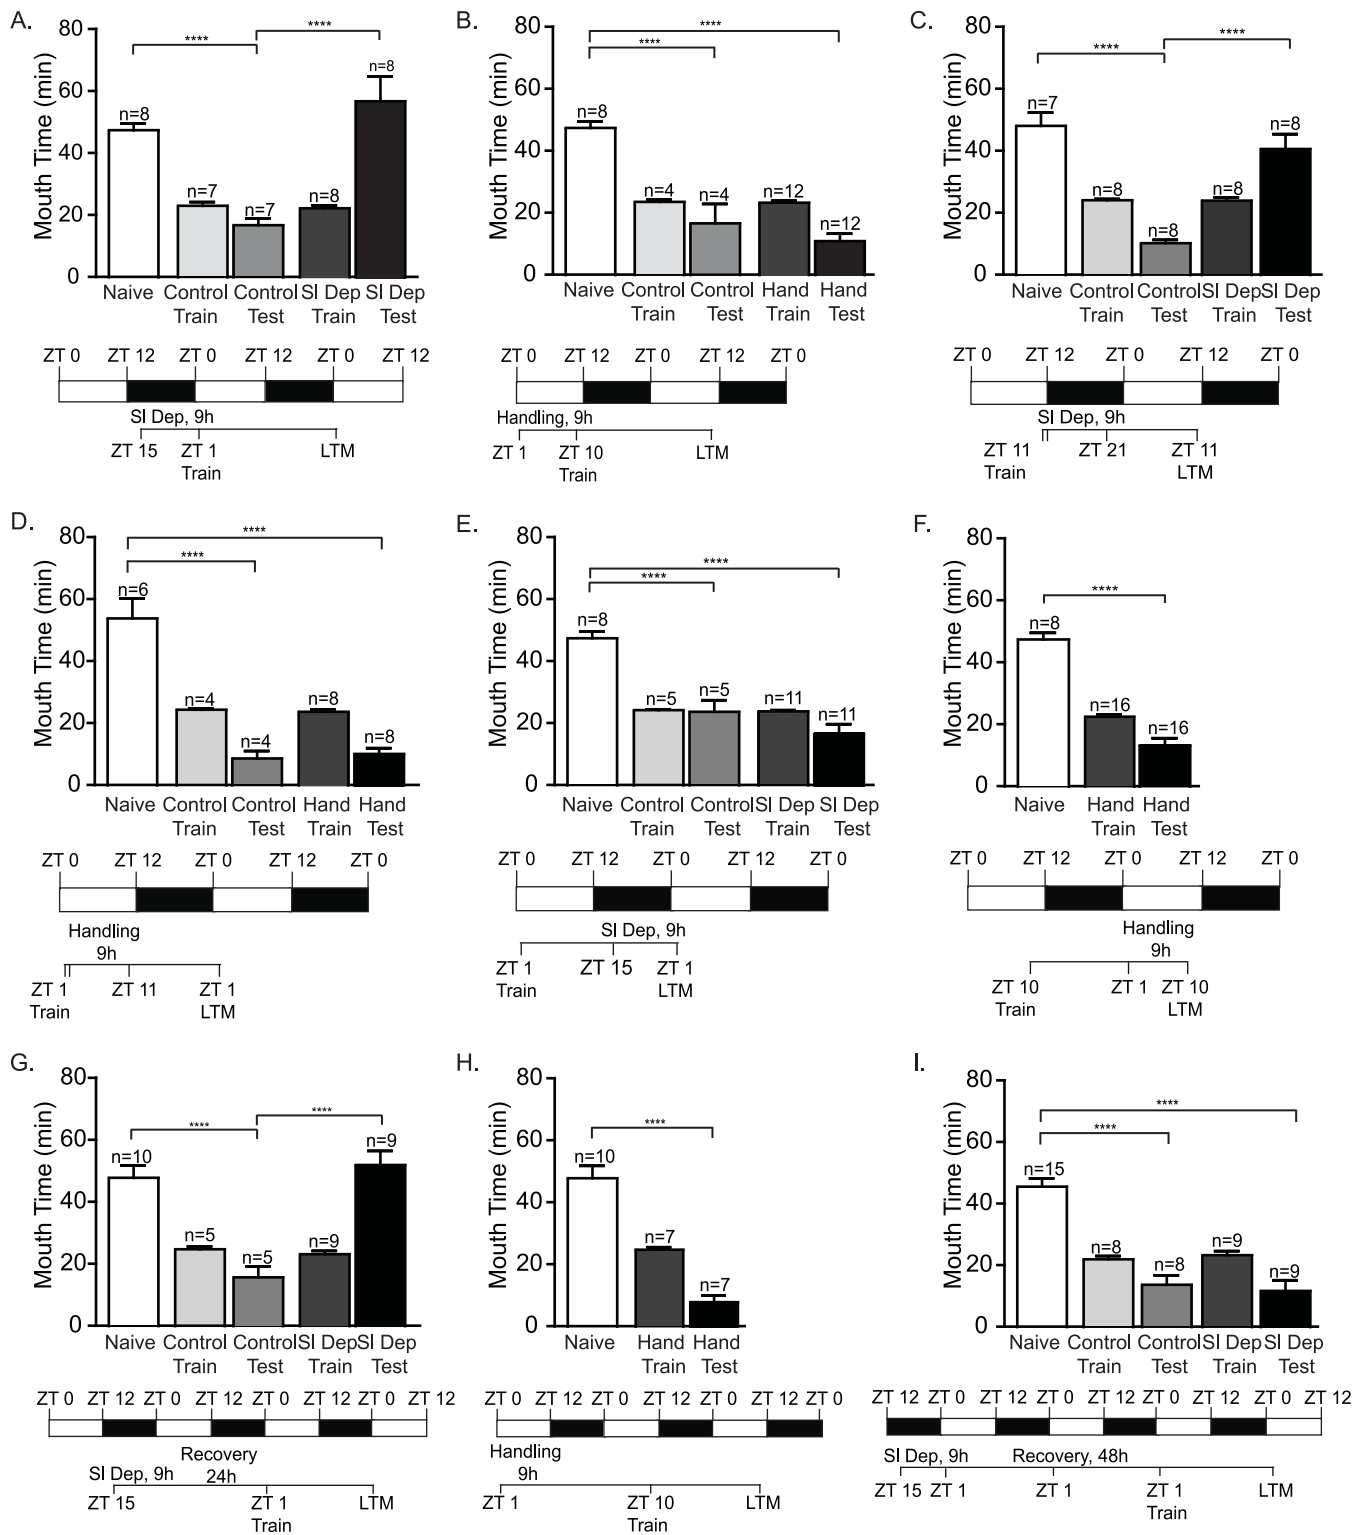 A.
80
60
40
20
0
Mouth Time (min)
****
****
n=8
n=7
n=7
n=8
n=8
Naive Control Control Sl Dep Sl Dep
Train Test Train Test
ZT 0 ZT 12 ZT 0 ZT 12 ZT 0 ZT 12
Sl Dep, 9h
ZT 15 ZT 1 LTM
Train
B.
80
60
40
20
0
Mouth Time (min)
****
****
n=8
n=4
n=4
n=12
n=12
Naive Control Control Hand Hand
Train Test Train Test
ZT 0 ZT 12 ZT 0 ZT 12 ZT 0
Handling, 9h
ZT 1 ZT 10 LTM
Train
C.
80
60
40
20
0
Mouth Time (min)
****
****
n=7
n=8
n=8
n=8
n=8
Naive Control Control Sl Dep Sl Dep
Train Test Train Test
ZT 0 ZT 12 ZT 0 ZT 12 ZT 0
Sl Dep, 9h
ZT 11 ZT 21 ZT 11
Train LTM
D.
80
60
40
20
0
Mouth Time (min)
****
****
n=6
n=4
n=4
n=8
n=8
Naive Control Control Hand Hand
Train Test Train Test
ZT 0 ZT 12 ZT 0 ZT 12 ZT 0
Handling
9h
ZT 1 ZT 11 ZT 1
Train LTM
E.
80
60
40
20
0
Mouth Time (min)
****
****
n=8
n=5
n=5
n=11
n=11
Naive Control Control Sl Dep Sl Dep
Train Test Train Test
ZT 0 ZT 12 ZT 0 ZT 12 ZT 0
Sl Dep, 9h
ZT 1 ZT 15 ZT 1
Train LTM
F.
80
60
40
20
0
Mouth Time (min)
****
n=8
n=16
n=16
Naive Hand Hand
Train Test
ZT 0 ZT 12 ZT 0 ZT 12 ZT 0
Handling
9h
ZT 10 ZT 1 ZT 10
Train LTM
G.
80
60
40
20
0
Mouth Time (min)
****
****
n=10
n=5
n=5
n=9
n=9
Naive Control Control Sl Dep Sl Dep
Train Test Train Test
ZT 0 ZT 12 ZT 0 ZT 12 ZT 0 ZT 12 ZT 0 ZT 12
Recovery
Sl Dep, 9h 24h
ZT 15 ZT 1 LTM
Train
H.
80
60
40
20
0
Mouth Time (min)
****
n=10
n=7
n=7
Naive Hand Hand
Train Test
ZT 0 ZT 12 ZT 0 ZT 12 ZT 0 ZT 12 ZT 0
Handling
9h
ZT 1 ZT 10 LTM
Train
I.
80
60
40
20
0
Mouth Time (min)
****
****
n=15
n=8
n=8
n=9
n=9
Naive Control Control Sl Dep Sl Dep
Train Test Train Test
ZT 12 ZT 0 ZT 12 ZT 0 ZT 12 ZT 0 ZT 12 ZT 0 ZT 12
Sl Dep, 9h Recovery, 48h
ZT 15 ZT 1 ZT 1 ZT 1 LTM
Train